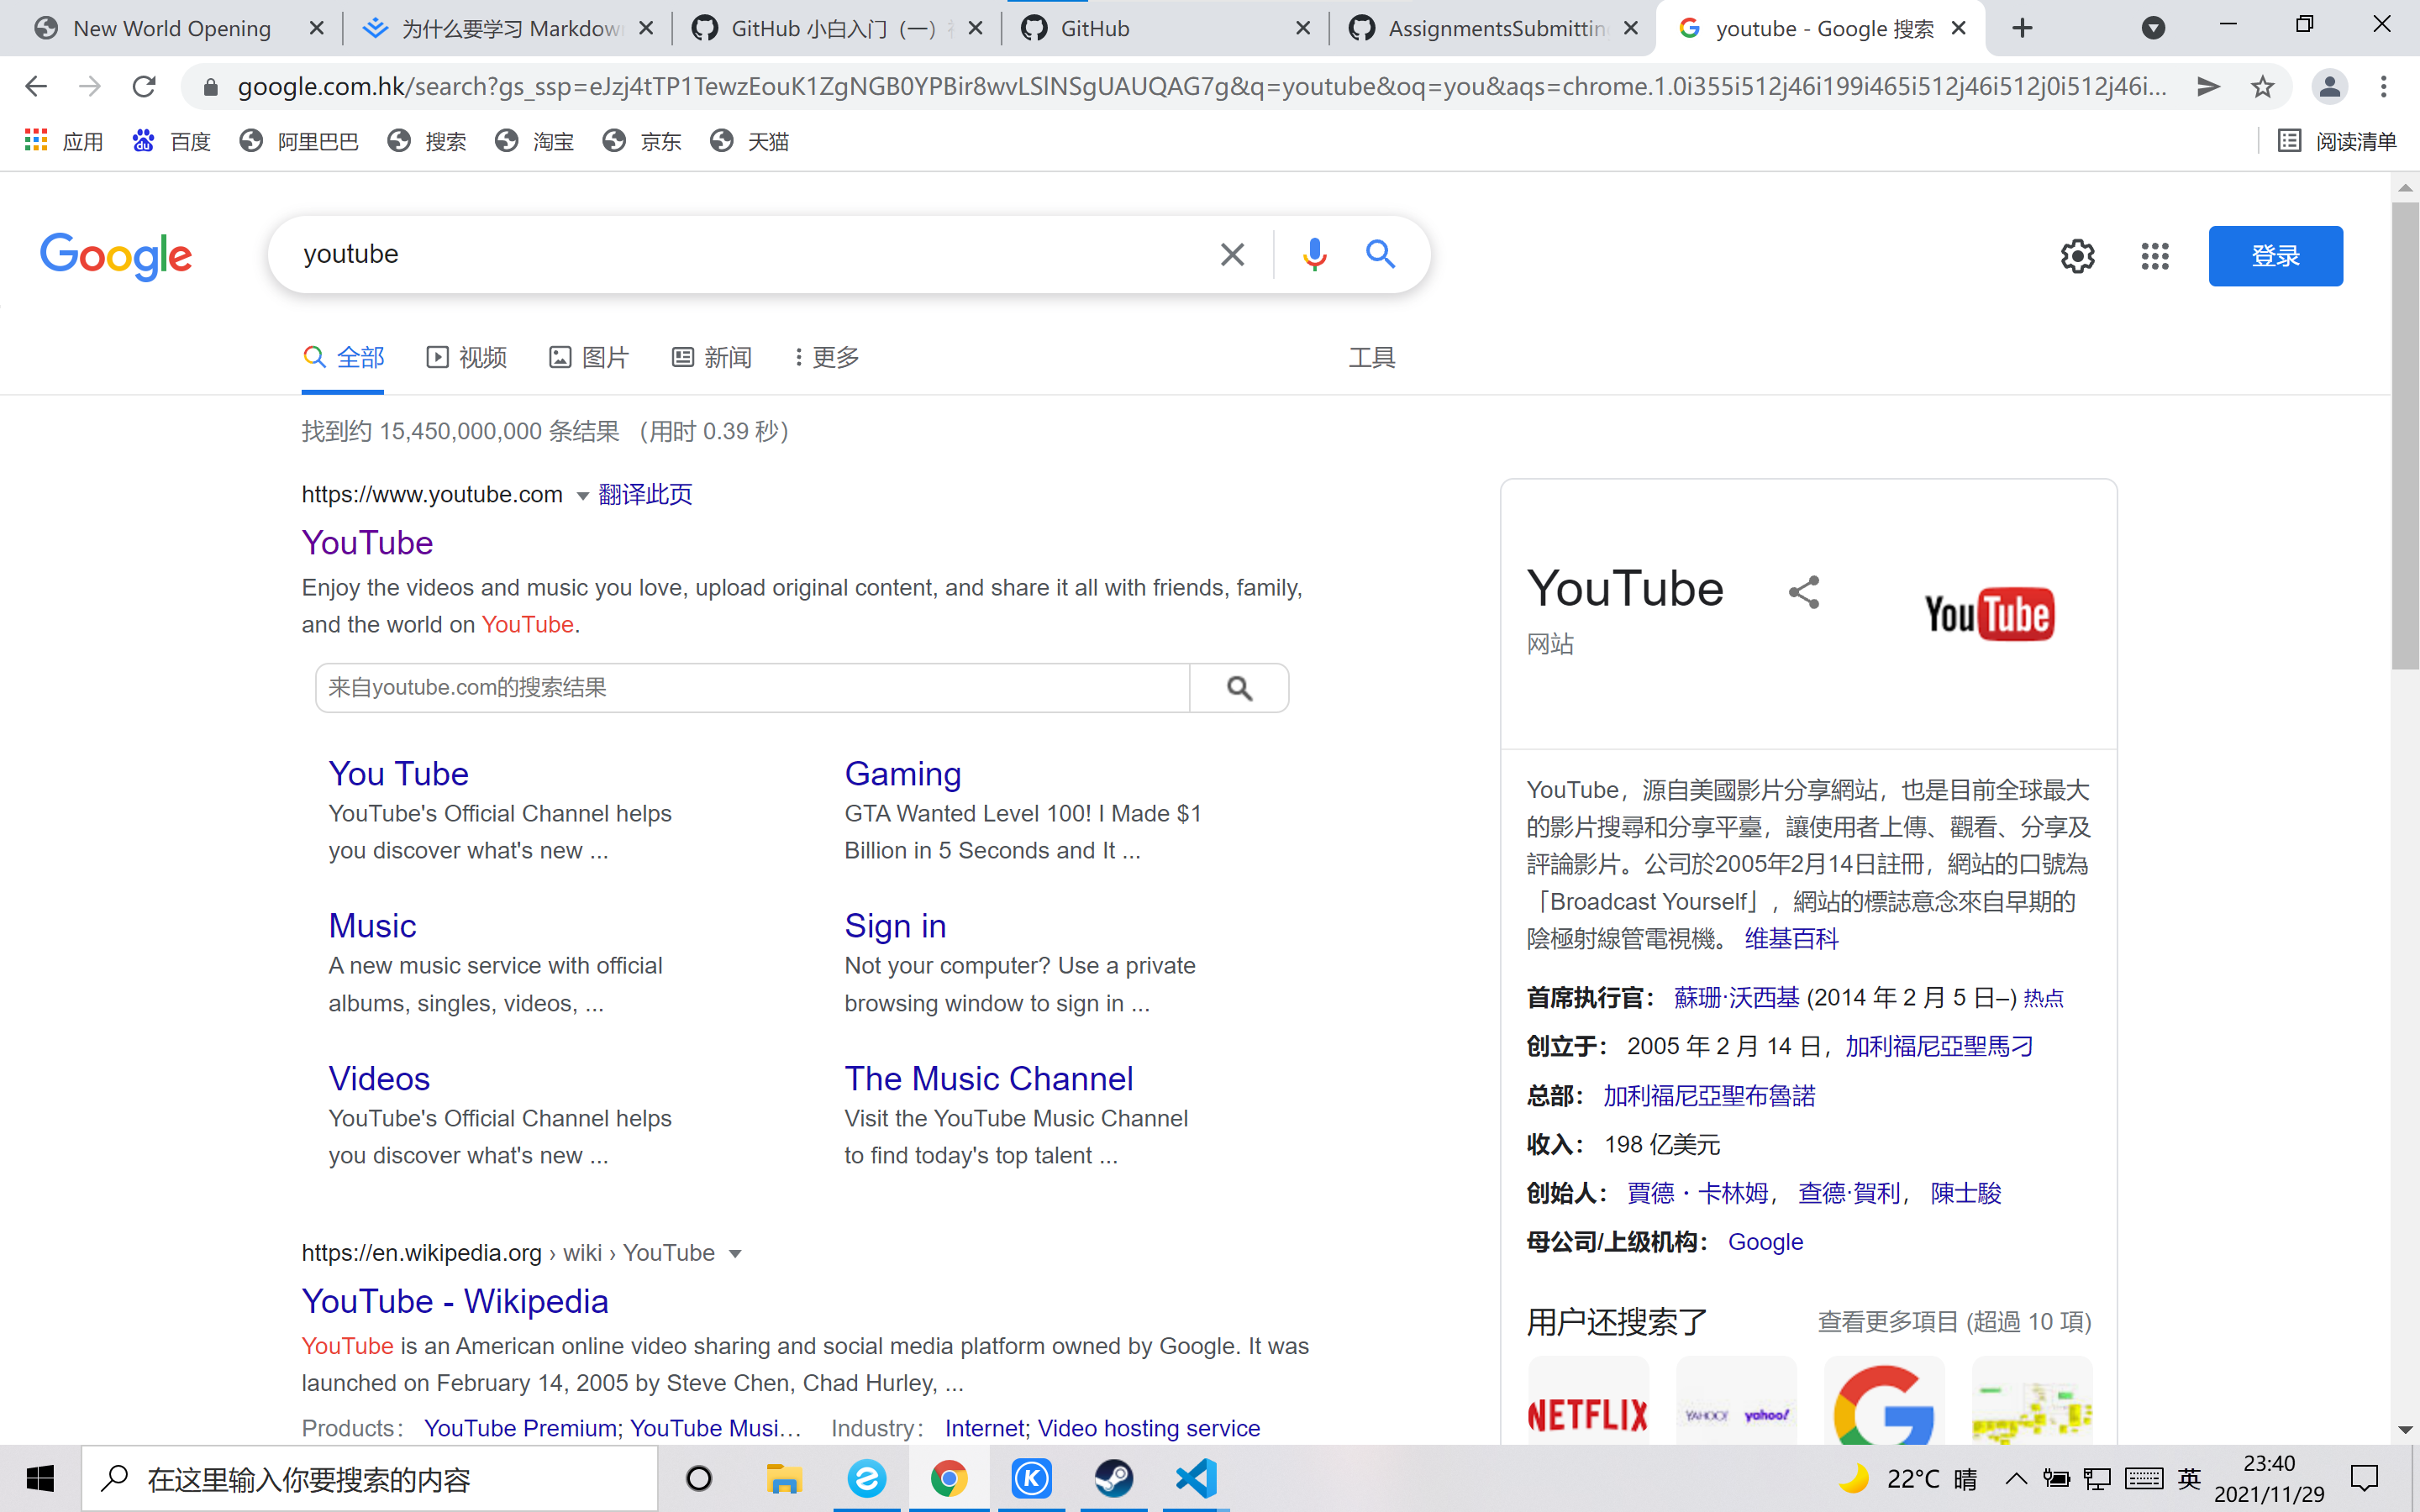 New World Opening
为什么要学习 Markdown
GitHub 小白入门（一）
GitHub
AssignmentsSubmitting
youtube - Google 搜索
google.com.hk/search?gs_ssp=eJzj4tTP1TewzEouK1ZgNGB0YPBir8wvLSlNSgUAUQAG7g&q=youtube&oq=you&aqs=chrome.1.0i355i512j46i199i465i512j46i512j0i512j46i...
应用 百度 阿里巴巴 搜索 淘宝 京东 天猫 阅读清单
Google
youtube
登录
全部 视频 图片 新闻 更多 工具
找到约 15,450,000,000 条结果 （用时 0.39 秒）
https://www.youtube.com 翻译此页
YouTube
Enjoy the videos and music you love, upload original content, and share it all with friends, family,
and the world on YouTube.
来自youtube.com的搜索结果
You Tube
YouTube's Official Channel helps
you discover what's new ...
Gaming
GTA Wanted Level 100! I Made $1
Billion in 5 Seconds and It ...
Music
A new music service with official
albums, singles, videos, ...
Sign in
Not your computer? Use a private
browsing window to sign in ...
Videos
YouTube's Official Channel helps
you discover what's new ...
The Music Channel
Visit the YouTube Music Channel
to find today's top talent ...
https://en.wikipedia.org › wiki › YouTube
YouTube - Wikipedia
YouTube is an American online video sharing and social media platform owned by Google. It was
launched on February 14, 2005 by Steve Chen, Chad Hurley, ...
Products： YouTube Premium; YouTube Musi… Industry： Internet; Video hosting service
YouTube
网站
YouTube
YouTube，源自美國影片分享網站，也是目前全球最大
的影片搜尋和分享平臺，讓使用者上傳、觀看、分享及
評論影片。公司於2005年2月14日註冊，網站的口號為
「Broadcast Yourself」，網站的標誌意念來自早期的
陰極射線管電視機。 维基百科
首席执行官： 蘇珊·沃西基 (2014 年 2 月 5 日–) 热点
创立于： 2005 年 2 月 14 日，加利福尼亞聖馬刁
总部： 加利福尼亞聖布魯諾
收入： 198 亿美元
创始人： 賈德·卡林姆， 查德·賀利， 陳士駿
母公司/上级机构： Google
用户还搜索了 查看更多項目 (超過 10 項)
NETFLIX YAHOO! yahoo!
在这里输入你要搜索的内容
22°C 晴
英
23:40
2021/11/29